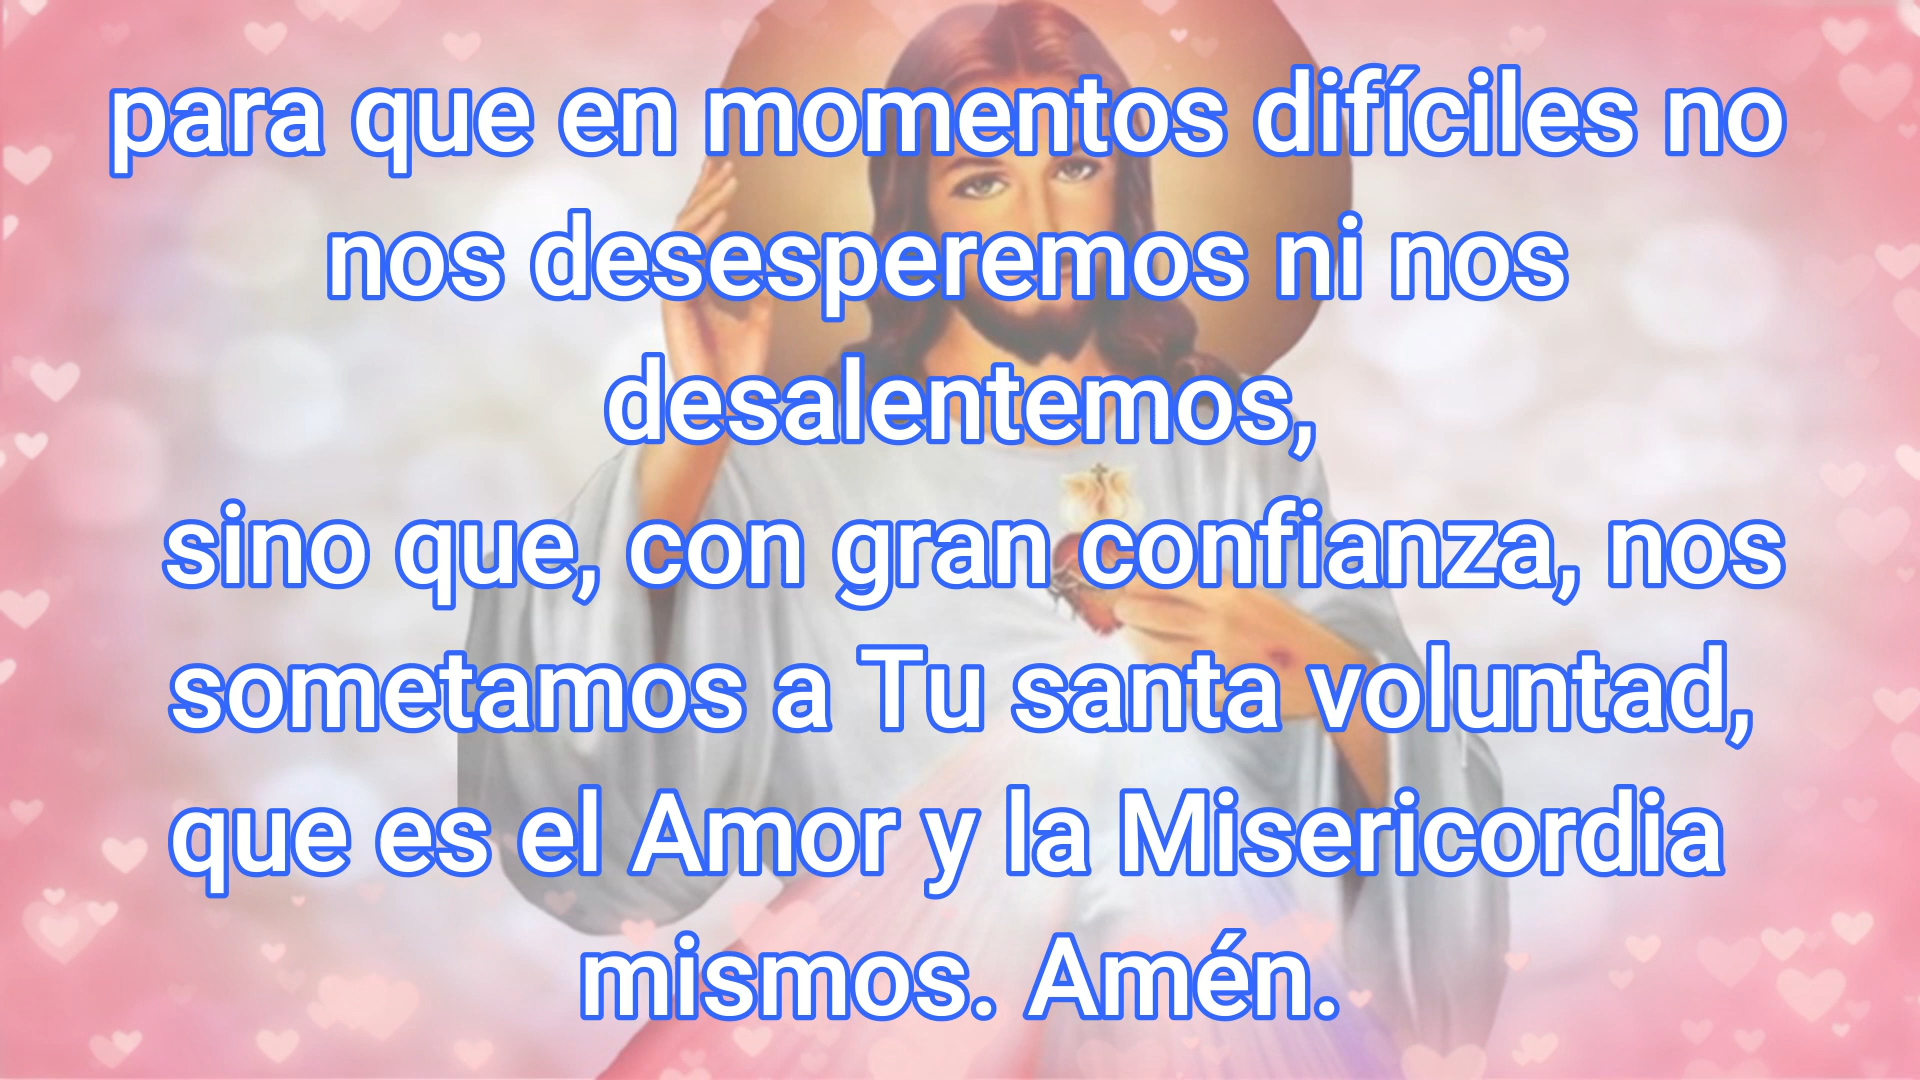 para que en momentos difíciles no
nos desesperemos ni nos
desalentemos,
sino que, con gran confianza, nos
sometamos a Tu santa voluntad,
que es el Amor y la Misericordia
mismos. Amén.